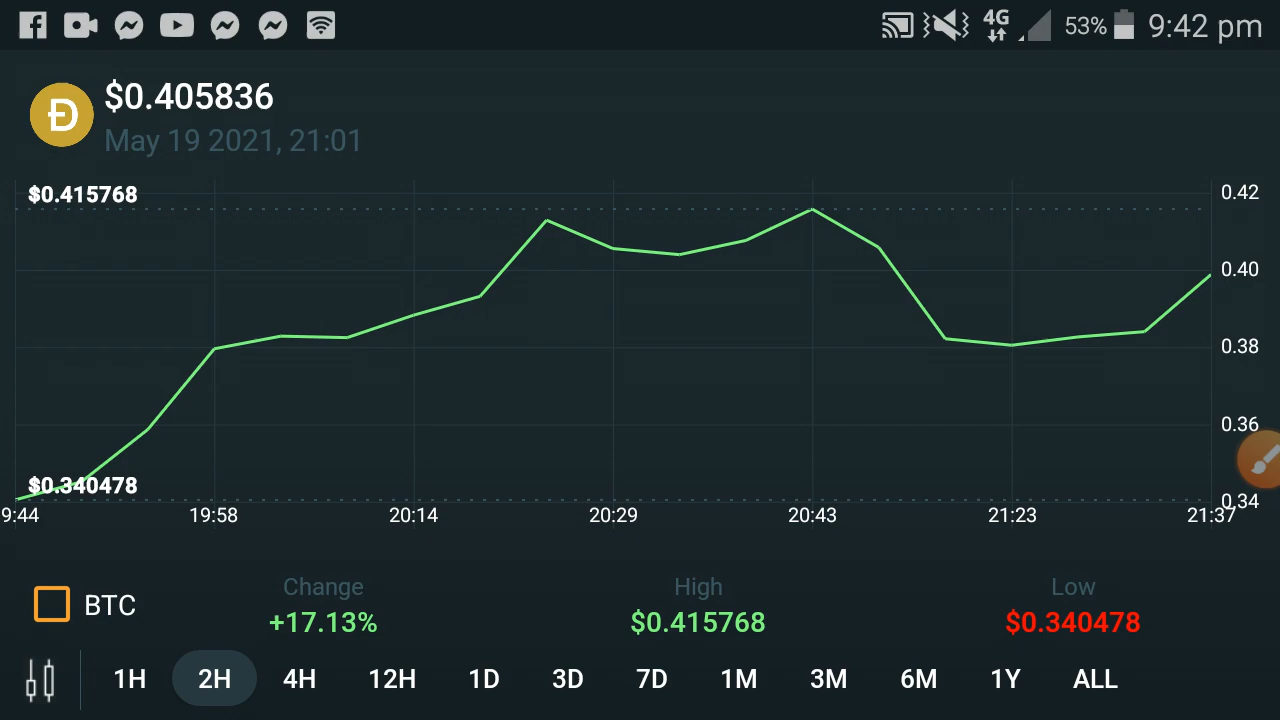 4G 53% 9:42 pm
Đ $0.405836
May 19 2021, 21:01
$0.415768 0.42
0.40
0.38
0.36
$0.340478 0.34
9:44 19:58 20:14 20:29 20:43 21:23 21:37
Change High Low
BTC +17.13% $0.415768 $0.340478
1H 2H 4H 12H 1D 3D 7D 1M 3M 6M 1Y ALL